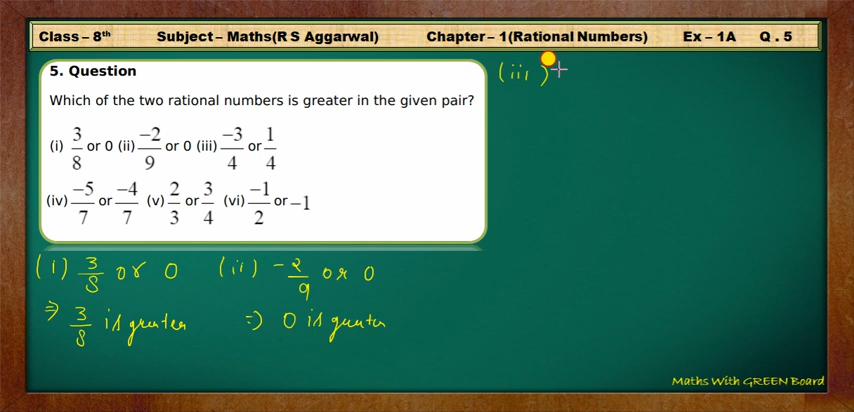 Class – 8th Subject – Maths(R S Aggarwal) Chapter – 1(Rational Numbers) Ex – 1A Q . 5
5. Question
Which of the two rational numbers is greater in the given pair?
(i) 3/8 or 0 (ii) -2/9 or 0 (iii) -3/4 or 1/4
(iv) -5/7 or -4/7 (v) 2/3 or 3/4 (vi) -1/2 or -1
(i) 3/8 or 0 (ii) -2/9 or 0
⇒ 3/8 is greater ⇒ 0 is greater
(iii)
Maths With GREEN Board